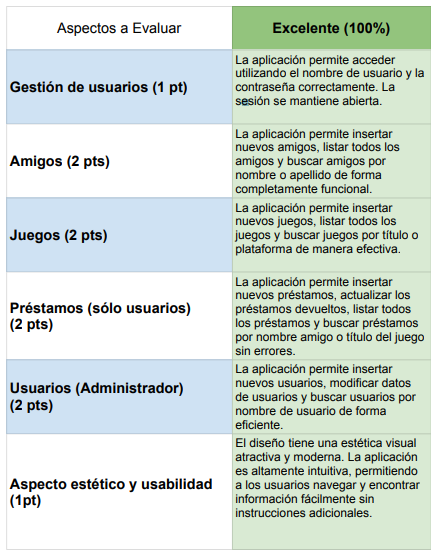 Aspectos a Evaluar
Excelente (100%)
Gestión de usuarios (1 pt)
La aplicación permite acceder
utilizando el nombre de usuario y la
contraseña correctamente. La
sesión se mantiene abierta.
Amigos (2 pts)
La aplicación permite insertar
nuevos amigos, listar todos los
amigos y buscar amigos por
nombre o apellido de forma
completamente funcional.
Juegos (2 pts)
La aplicación permite insertar
nuevos juegos, listar todos los
juegos y buscar juegos por título o
plataforma de manera efectiva.
Préstamos (sólo usuarios)
(2 pts)
La aplicación permite insertar
nuevos préstamos, actualizar los
préstamos devueltos, listar todos
los préstamos y buscar préstamos
por nombre amigo o título del juego
sin errores.
Usuarios (Administrador)
(2 pts)
La aplicación permite insertar
nuevos usuarios, modificar datos
de usuarios y buscar usuarios por
nombre de usuario de forma
eficiente.
Aspecto estético y usabilidad
(1pt)
El diseño tiene una estética visual
atractiva y moderna. La aplicación
es altamente intuitiva, permitiendo
a los usuarios navegar y encontrar
información fácilmente sin
instrucciones adicionales.